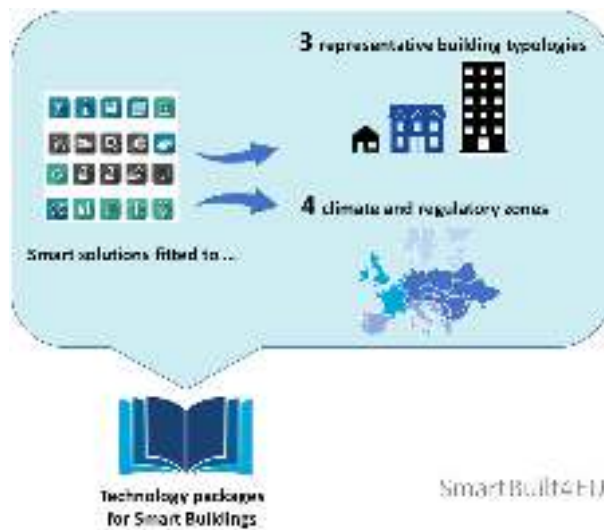 3 representative building typologies
4 climate and regulatory zones
Smart solutions fitted to ...
Technology packages
for Smart Buildings
SmartBuilt4EU